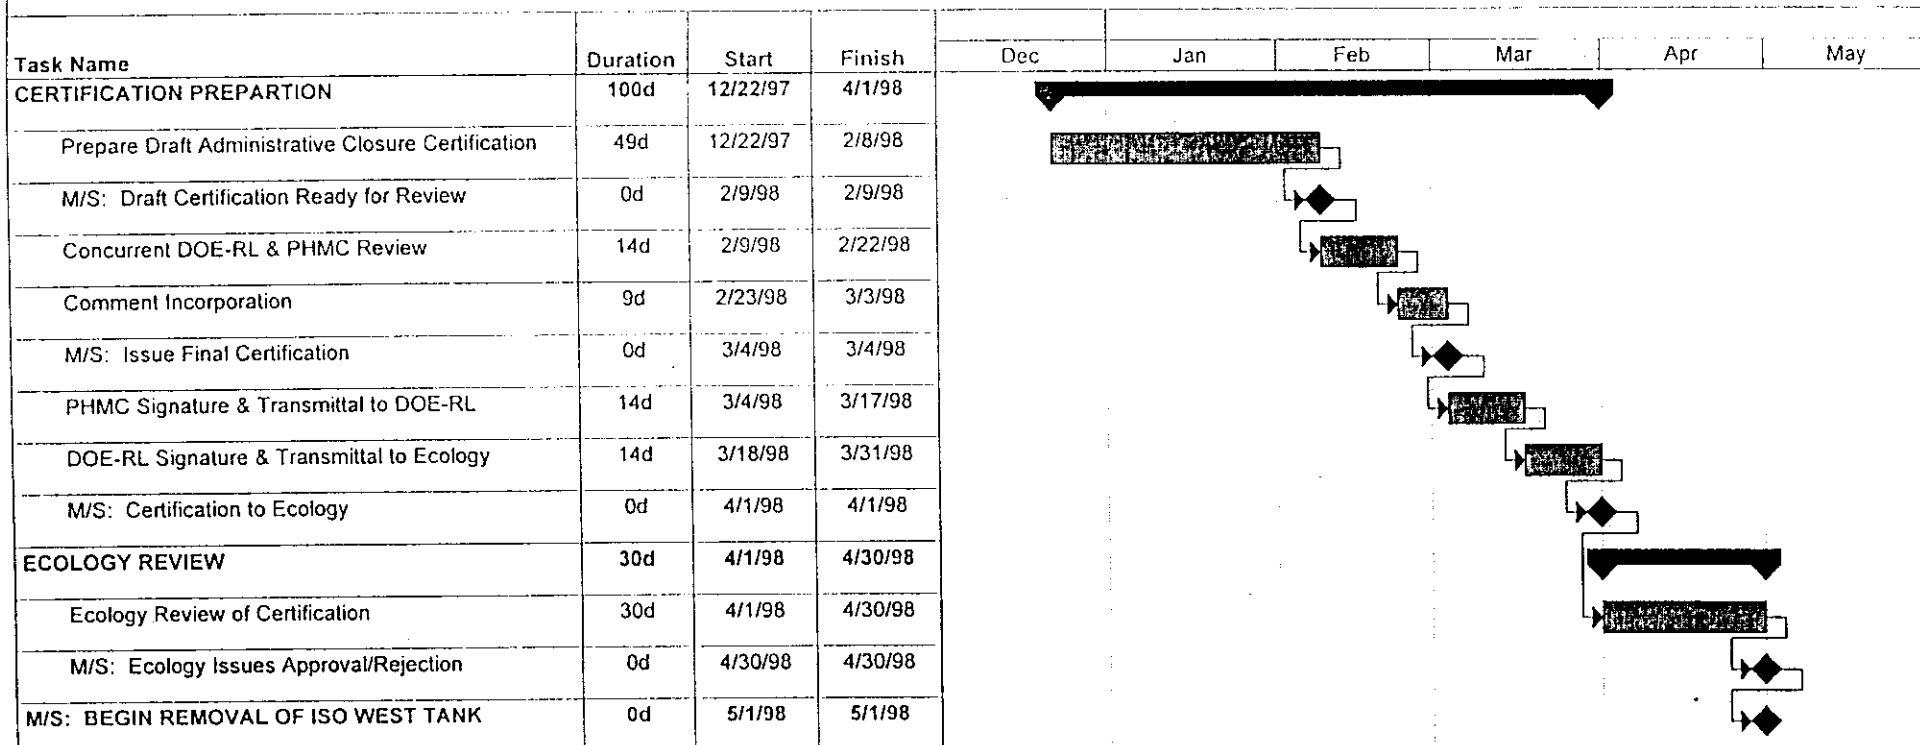 Task Name Duration Start Finish Dec Jan Feb Mar Apr May
CERTIFICATION PREPARTION 100d 12/22/97 4/1/98
Prepare Draft Administrative Closure Certification 49d 12/22/97 2/8/98
M/S: Draft Certification Ready for Review 0d 2/9/98 2/9/98
Concurrent DOE-RL & PHMC Review 14d 2/9/98 2/22/98
Comment Incorporation 9d 2/23/98 3/3/98
M/S: Issue Final Certification 0d 3/4/98 3/4/98
PHMC Signature & Transmittal to DOE-RL 14d 3/4/98 3/17/98
DOE-RL Signature & Transmittal to Ecology 14d 3/18/98 3/31/98
M/S: Certification to Ecology 0d 4/1/98 4/1/98
ECOLOGY REVIEW 30d 4/1/98 4/30/98
Ecology Review of Certification 30d 4/1/98 4/30/98
M/S: Ecology Issues Approval/Rejection 0d 4/30/98 4/30/98
M/S: BEGIN REMOVAL OF ISO WEST TANK 0d 5/1/98 5/1/98